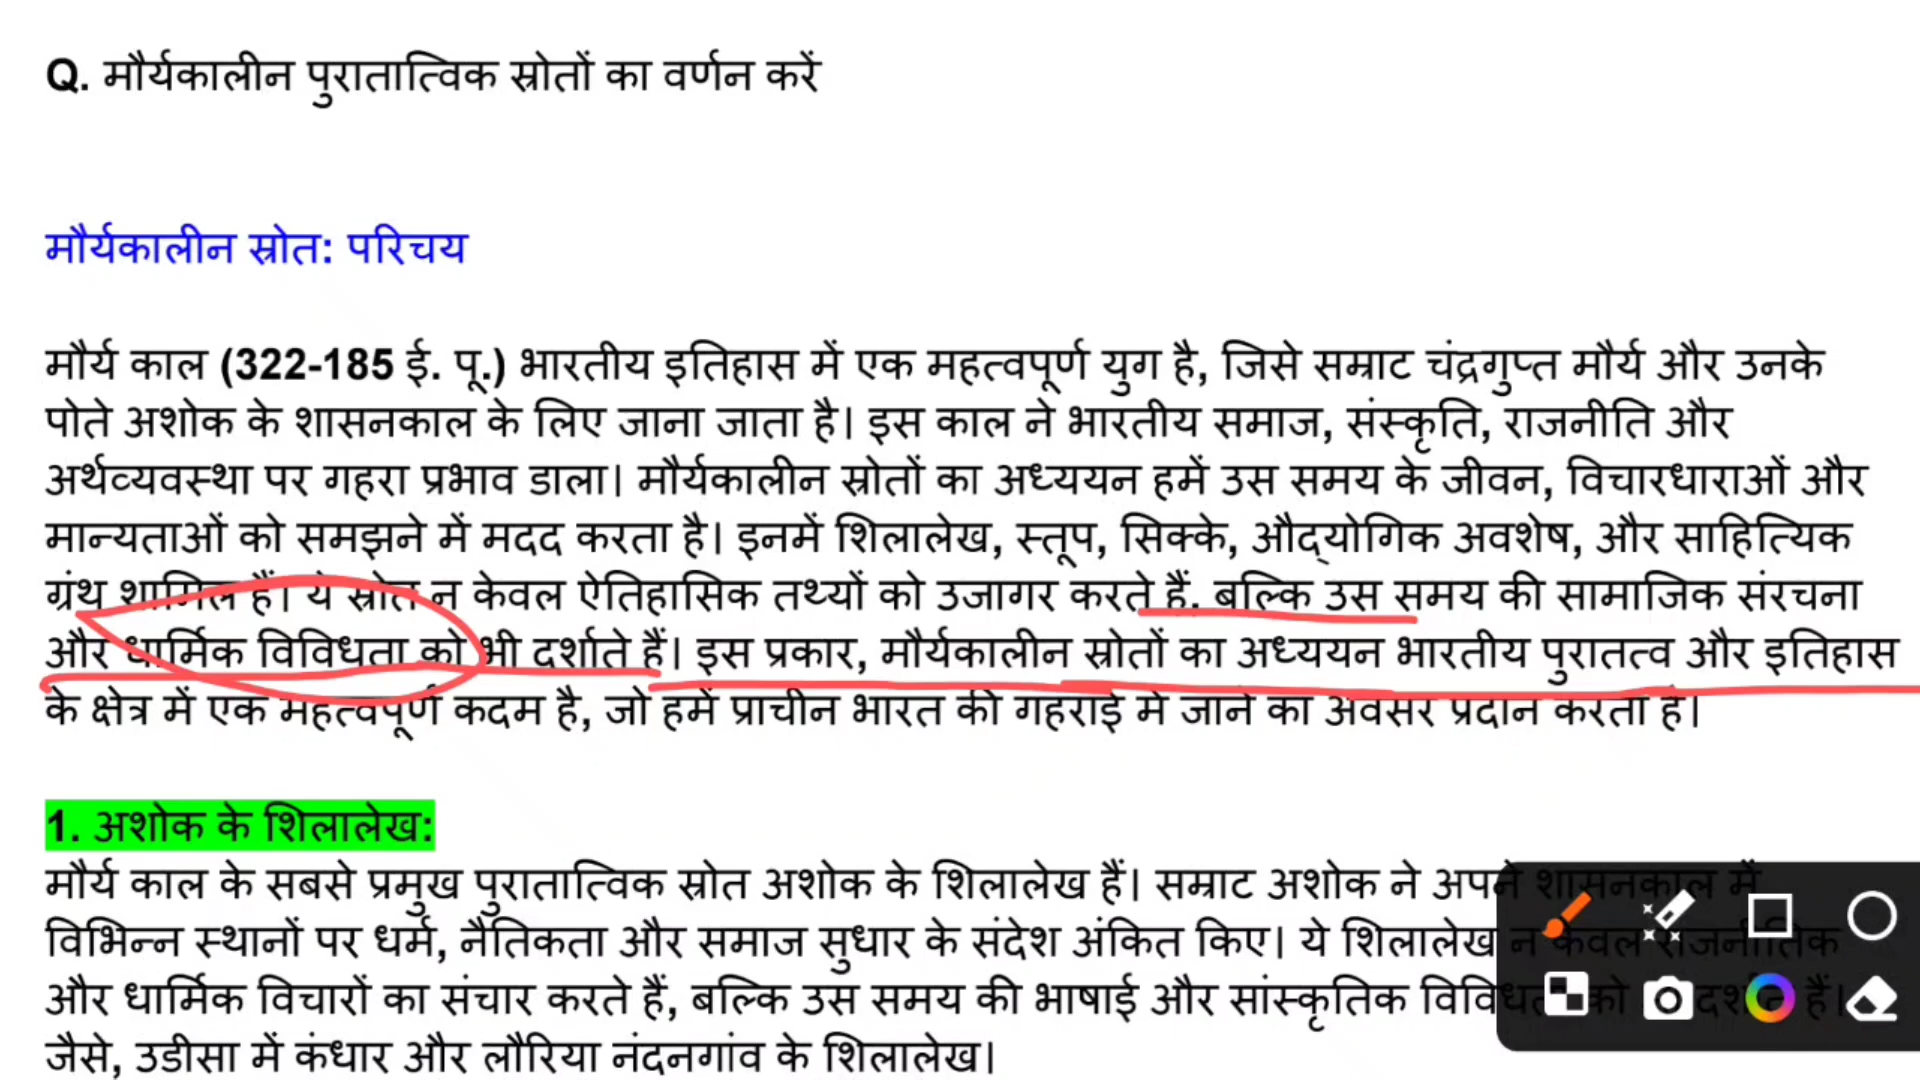 Q. मौर्यकालीन पुरातात्विक स्रोतों का वर्णन करें
मौर्यकालीन स्रोत: परिचय
मौर्य काल (322-185 ई. पू.) भारतीय इतिहास में एक महत्वपूर्ण युग है, जिसे सम्राट चंद्रगुप्त मौर्य और उनके
पोते अशोक के शासनकाल के लिए जाना जाता है। इस काल ने भारतीय समाज, संस्कृति, राजनीति और
अर्थव्यवस्था पर गहरा प्रभाव डाला। मौर्यकालीन स्रोतों का अध्ययन हमें उस समय के जीवन, विचारधाराओं और
मान्यताओं को समझने में मदद करता है। इनमें शिलालेख, स्तूप, सिक्के, औद्योगिक अवशेष, और साहित्यिक
ग्रंथ शामिल हैं। ये स्रोत न केवल ऐतिहासिक तथ्यों को उजागर करते हैं, बल्कि उस समय की सामाजिक संरचना
और धार्मिक विविधता को भी दर्शाते हैं। इस प्रकार, मौर्यकालीन स्रोतों का अध्ययन भारतीय पुरातत्व और इतिहास
के क्षेत्र में एक महत्वपूर्ण कदम है, जो हमें प्राचीन भारत की गहराई में जाने का अवसर प्रदान करता है।
1. अशोक के शिलालेख:
मौर्य काल के सबसे प्रमुख पुरातात्विक स्रोत अशोक के शिलालेख हैं। सम्राट अशोक ने अपने शासनकाल में
विभिन्न स्थानों पर धर्म, नैतिकता और समाज सुधार के संदेश अंकित किए। ये शिलालेख न केवल राजनीतिक
और धार्मिक विचारों का संचार करते हैं, बल्कि उस समय की भाषाई और सांस्कृतिक विविधता को दर्शाते हैं।
जैसे, उडीसा में कंधार और लौरिया नंदनगांव के शिलालेख।